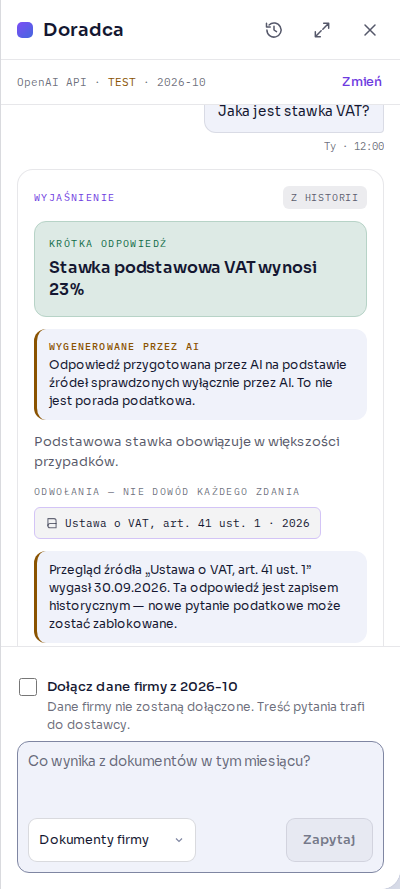 Doradca
OpenAI API · TEST · 2026-10
Zmień
Jaka jest stawka VAT?
Ty · 12:00
WYJAŚNIENIE
Z HISTORII
KRÓTKA ODPOWIEDŹ
Stawka podstawowa VAT wynosi
23%
WYGENEROWANE PRZEZ AI
Odpowiedź przygotowana przez AI na podstawie
źródeł sprawdzonych wyłącznie przez AI. To nie
jest porada podatkowa.
Podstawowa stawka obowiązuje w większości
przypadków.
ODWOŁANIA — NIE DOWÓD KAŻDEGO ZDANIA
Ustawa o VAT, art. 41 ust. 1 · 2026
Przegląd źródła „Ustawa o VAT, art. 41 ust. 1”
wygasł 30.09.2026. Ta odpowiedź jest zapisem
historycznym — nowe pytanie podatkowe może
zostać zablokowane.
Dołącz dane firmy z 2026-10
Dane firmy nie zostaną dołączone. Treść pytania trafi
do dostawcy.
Co wynika z dokumentów w tym miesiącu?
Dokumenty firmy
Zapytaj